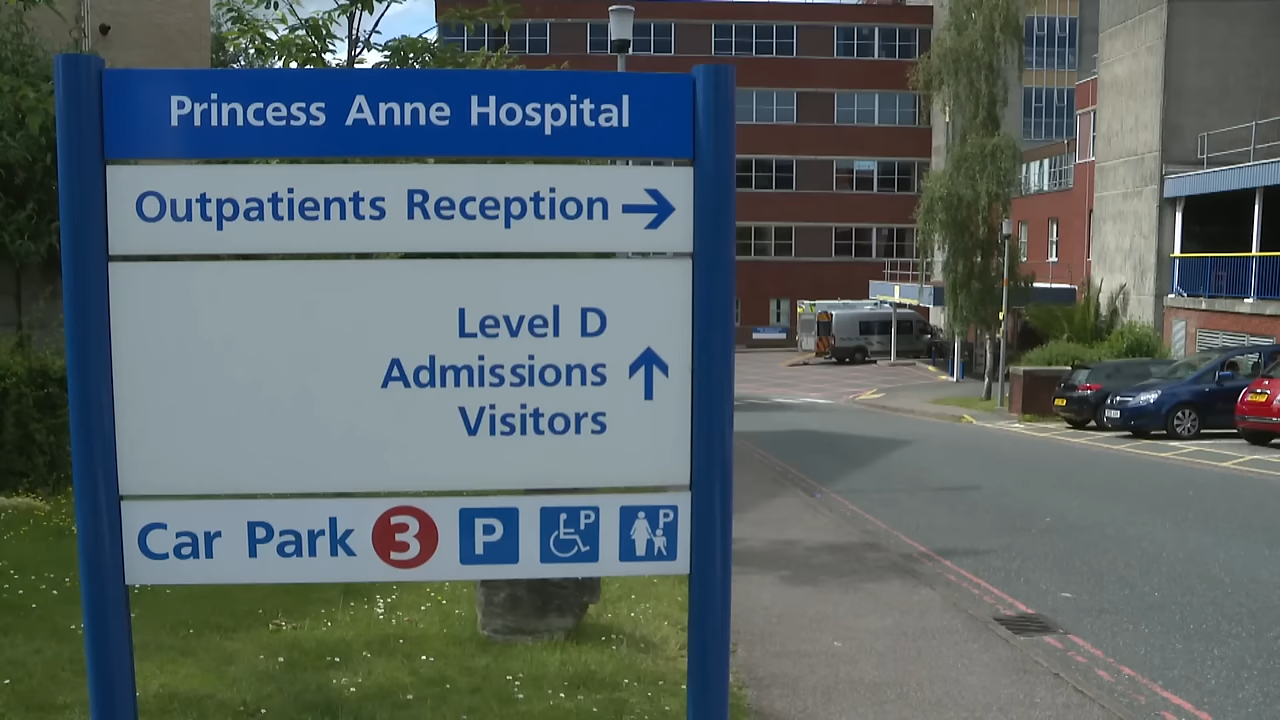 Princess Anne Hospital
Outpatients Reception →
Level D
Admissions ↑
Visitors
Car Park 3 P P P